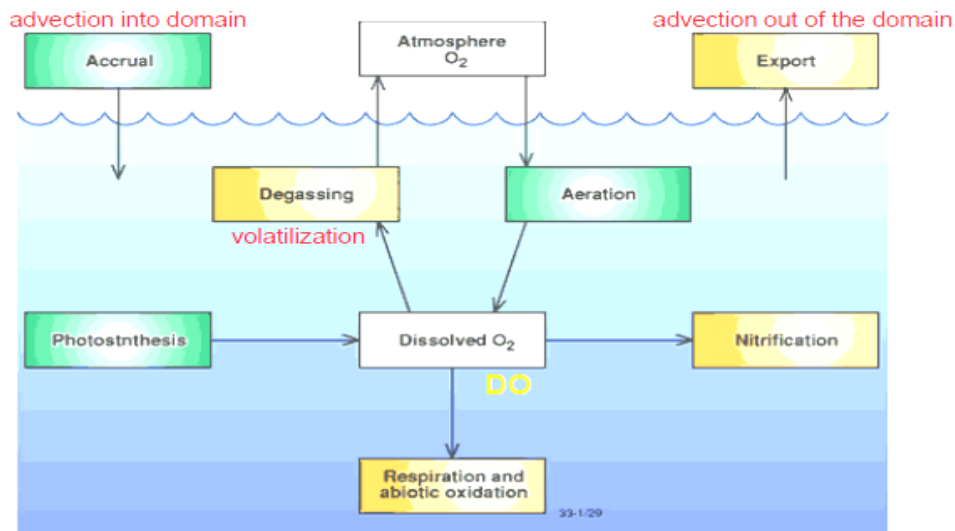 advection into domain
advection out of the domain
Accrual
Atmosphere
O2
Export
Degassing
Aeration
volatilization
Photostnthesis
Dissolved O2
Nitrification
DO
Respiration and
abiotic oxidation
33-1/29